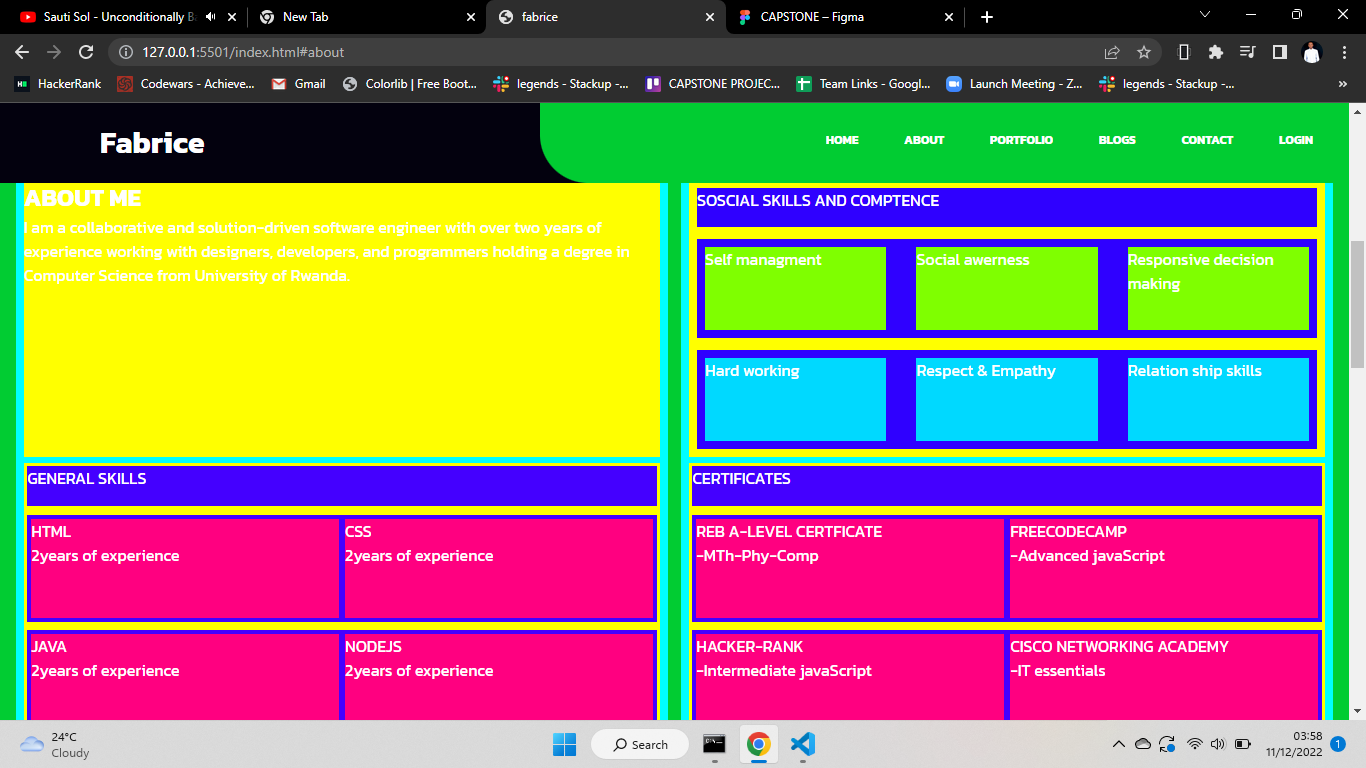 Sauti Sol - Unconditionally B
New Tab
fabrice
CAPSTONE – Figma
127.0.0.1:5501/index.html#about
HackerRank
Codewars - Achieve...
Gmail
Colorlib | Free Boot...
legends - Stackup -...
CAPSTONE PROJEC...
Team Links - Googl...
Launch Meeting - Z...
legends - Stackup -...
»
Fabrice
HOME
ABOUT
PORTFOLIO
BLOGS
CONTACT
LOGIN
ABOUT ME
I am a collaborative and solution-driven software engineer with over two years of
experience working with designers, developers, and programmers holding a degree in
Computer Science from University of Rwanda.
SOSCIAL SKILLS AND COMPTENCE
Self managment
Social awerness
Responsive decision
making
Hard working
Respect & Empathy
Relation ship skills
GENERAL SKILLS
HTML
2years of experience
CSS
2years of experience
JAVA
2years of experience
NODEJS
2years of experience
CERTIFICATES
REB A-LEVEL CERTFICATE
-MTh-Phy-Comp
FREECODECAMP
-Advanced javaScript
HACKER-RANK
-Intermediate javaScript
CISCO NETWORKING ACADEMY
-IT essentials
24°C
Cloudy
Search
03:58
11/12/2022
1